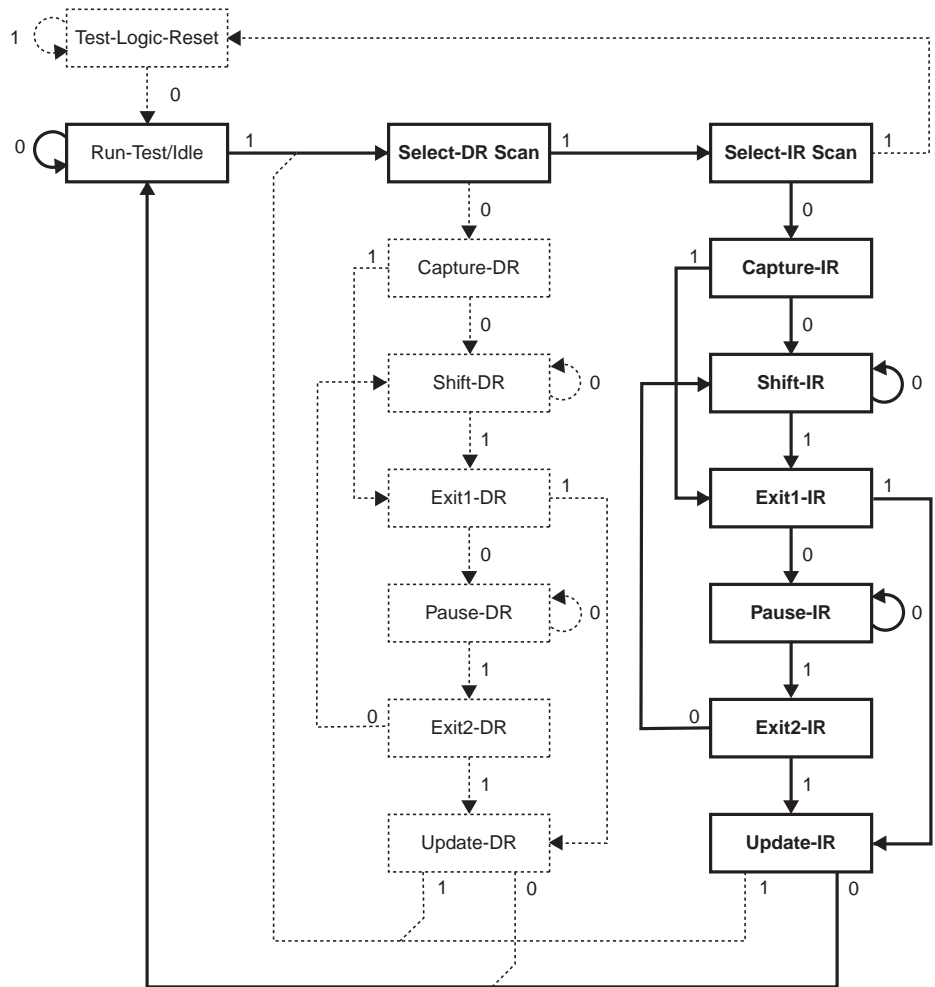 1 Test-Logic-Reset
0
0 Run-Test/Idle 1 Select-DR Scan 1 Select-IR Scan 1
0 0
1 Capture-DR 1 Capture-IR
0 0
Shift-DR 0 Shift-IR 0
1 1
Exit1-DR 1 Exit1-IR 1
0 0
Pause-DR 0 Pause-IR 0
1 1
0 Exit2-DR 0 Exit2-IR
1 1
Update-DR Update-IR
1 0 1 0